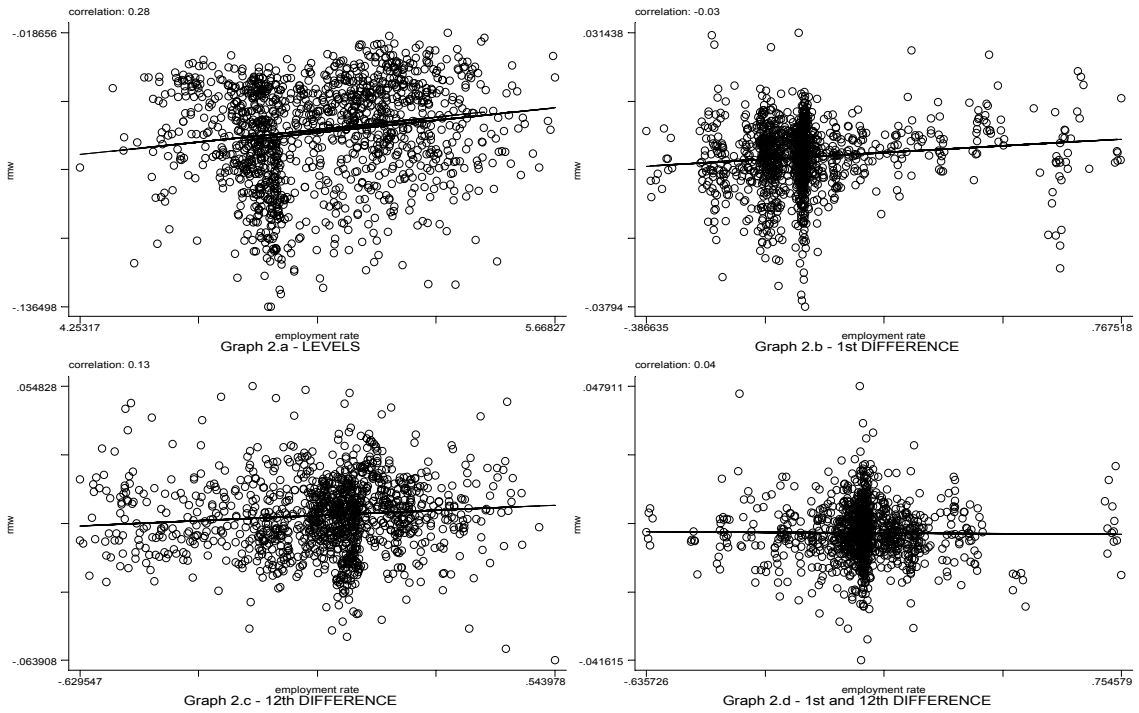 correlation: 0.28
-.018656
rmw
-.136498
4.25317
5.66827
employment rate
Graph 2.a - LEVELS
correlation: -0.03
.031438
rmw
-.03794
-.386635
.767518
employment rate
Graph 2.b - 1st DIFFERENCE
correlation: 0.13
.054828
rmw
-.063908
-.629547
.543978
employment rate
Graph 2.c - 12th DIFFERENCE
correlation: 0.04
.047911
rmw
-.041615
-.635726
.754579
employment rate
Graph 2.d - 1st and 12th DIFFERENCE